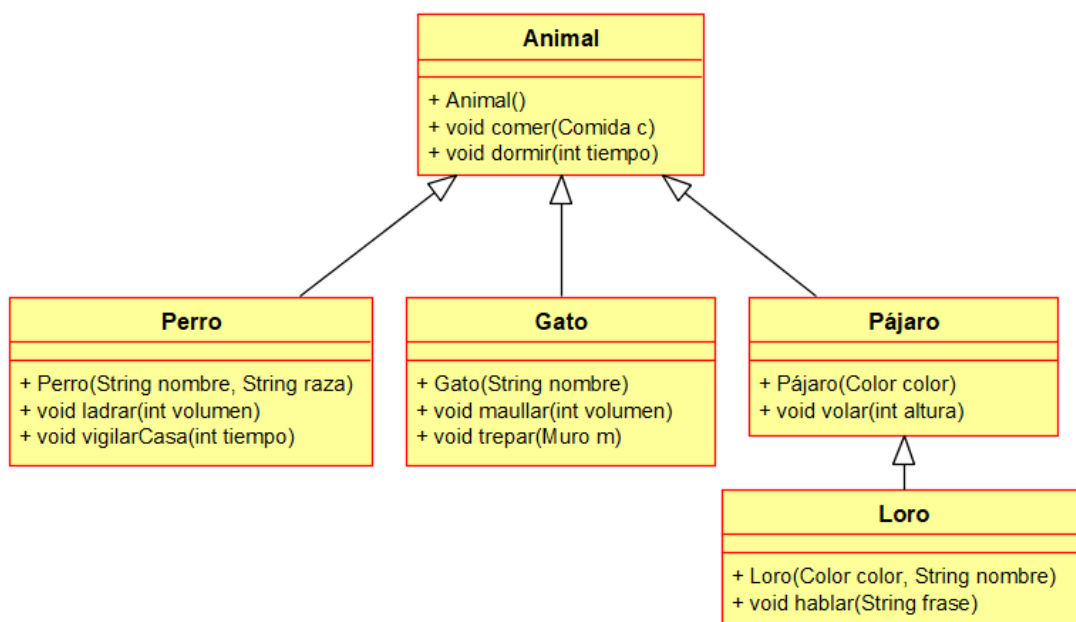 Animal
+ Animal()
+ void comer(Comida c)
+ void dormir(int tiempo)
Perro
+ Perro(String nombre, String raza)
+ void ladrar(int volumen)
+ void vigilarCasa(int tiempo)
Gato
+ Gato(String nombre)
+ void maullar(int volumen)
+ void trepar(Muro m)
Pájaro
+ Pájaro(Color color)
+ void volar(int altura)
Loro
+ Loro(Color color, String nombre)
+ void hablar(String frase)